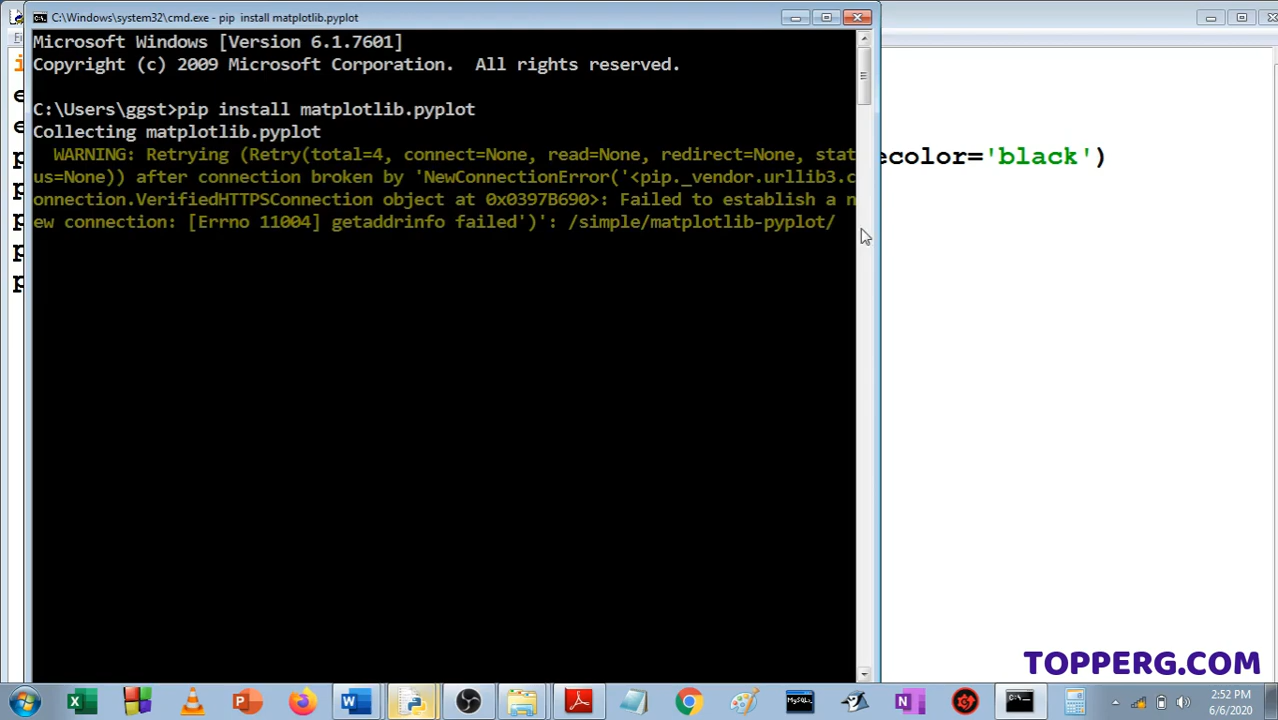 C:\Windows\system32\cmd.exe - pip  install matplotlib.pyplot
Microsoft Windows [Version 6.1.7601]
Copyright (c) 2009 Microsoft Corporation.  All rights reserved.
C:\Users\ggst>pip install matplotlib.pyplot
Collecting matplotlib.pyplot
WARNING: Retrying (Retry(total=4, connect=None, read=None, redirect=None, stat
us=None)) after connection broken by 'NewConnectionError('<pip._vendor.urllib3.c
onnection.VerifiedHTTPSConnection object at 0x0397B690>: Failed to establish a n
ew connection: [Errno 11004] getaddrinfo failed')': /simple/matplotlib-pyplot/
ecolor='black')
TOPPERG.COM
2:52 PM
6/6/2020